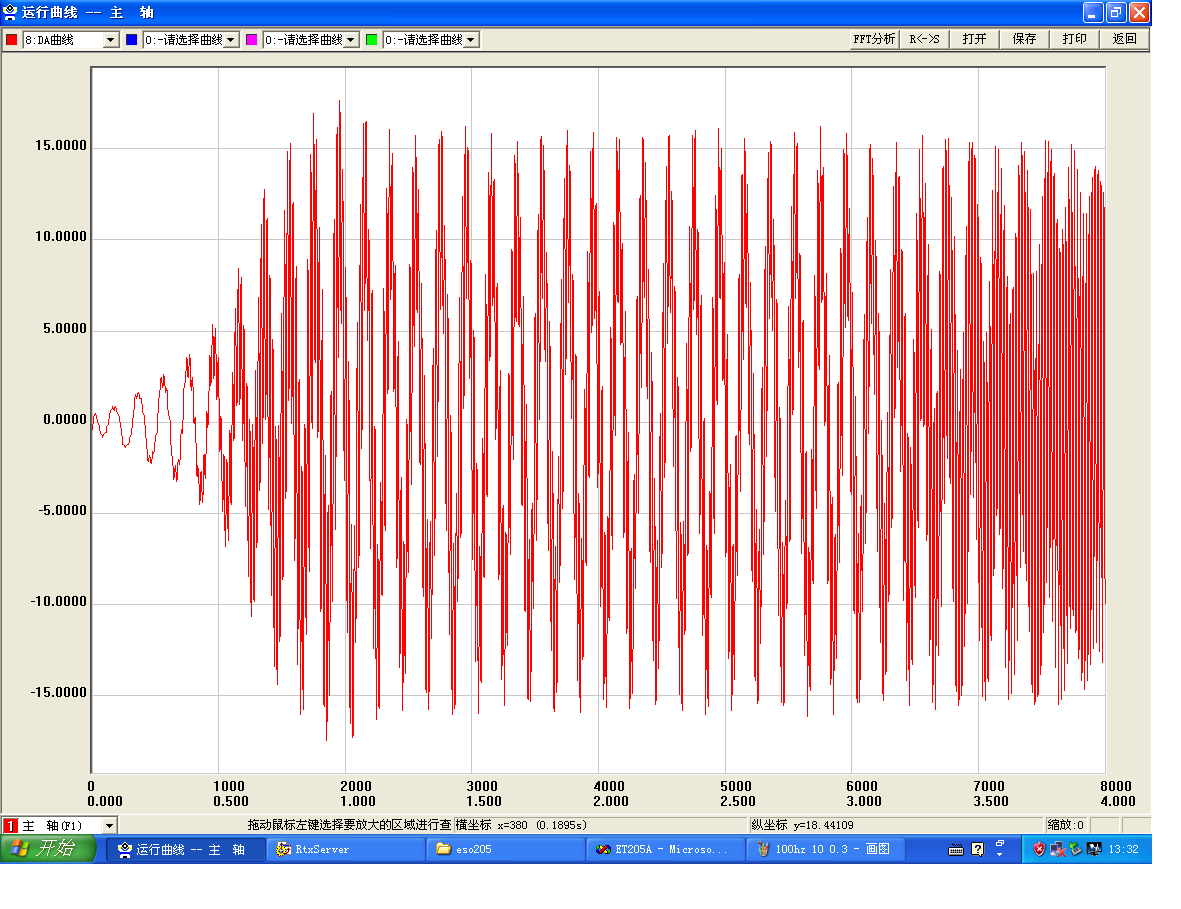 运行曲线 -- 主 轴
8:DA曲线 0:-请选择曲线 0:-请选择曲线 0:-请选择曲线 FFT分析 R<->S 打开 保存 打印 返回
15.0000
10.0000
5.0000
0.0000
-5.0000
-10.0000
-15.0000
0 1000 2000 3000 4000 5000 6000 7000 8000
0.000 0.500 1.000 1.500 2.000 2.500 3.000 3.500 4.000
1 主 轴(F1) 拖动鼠标左键选择要放大的区域进行查 横坐标 x=380 (0.1895s) 纵坐标 y=18.44109 缩放:0
开始 运行曲线 -- 主 轴 RtxServer eso205 ET205A - Microso... 100hz 10 0.3 - 画图 13:32